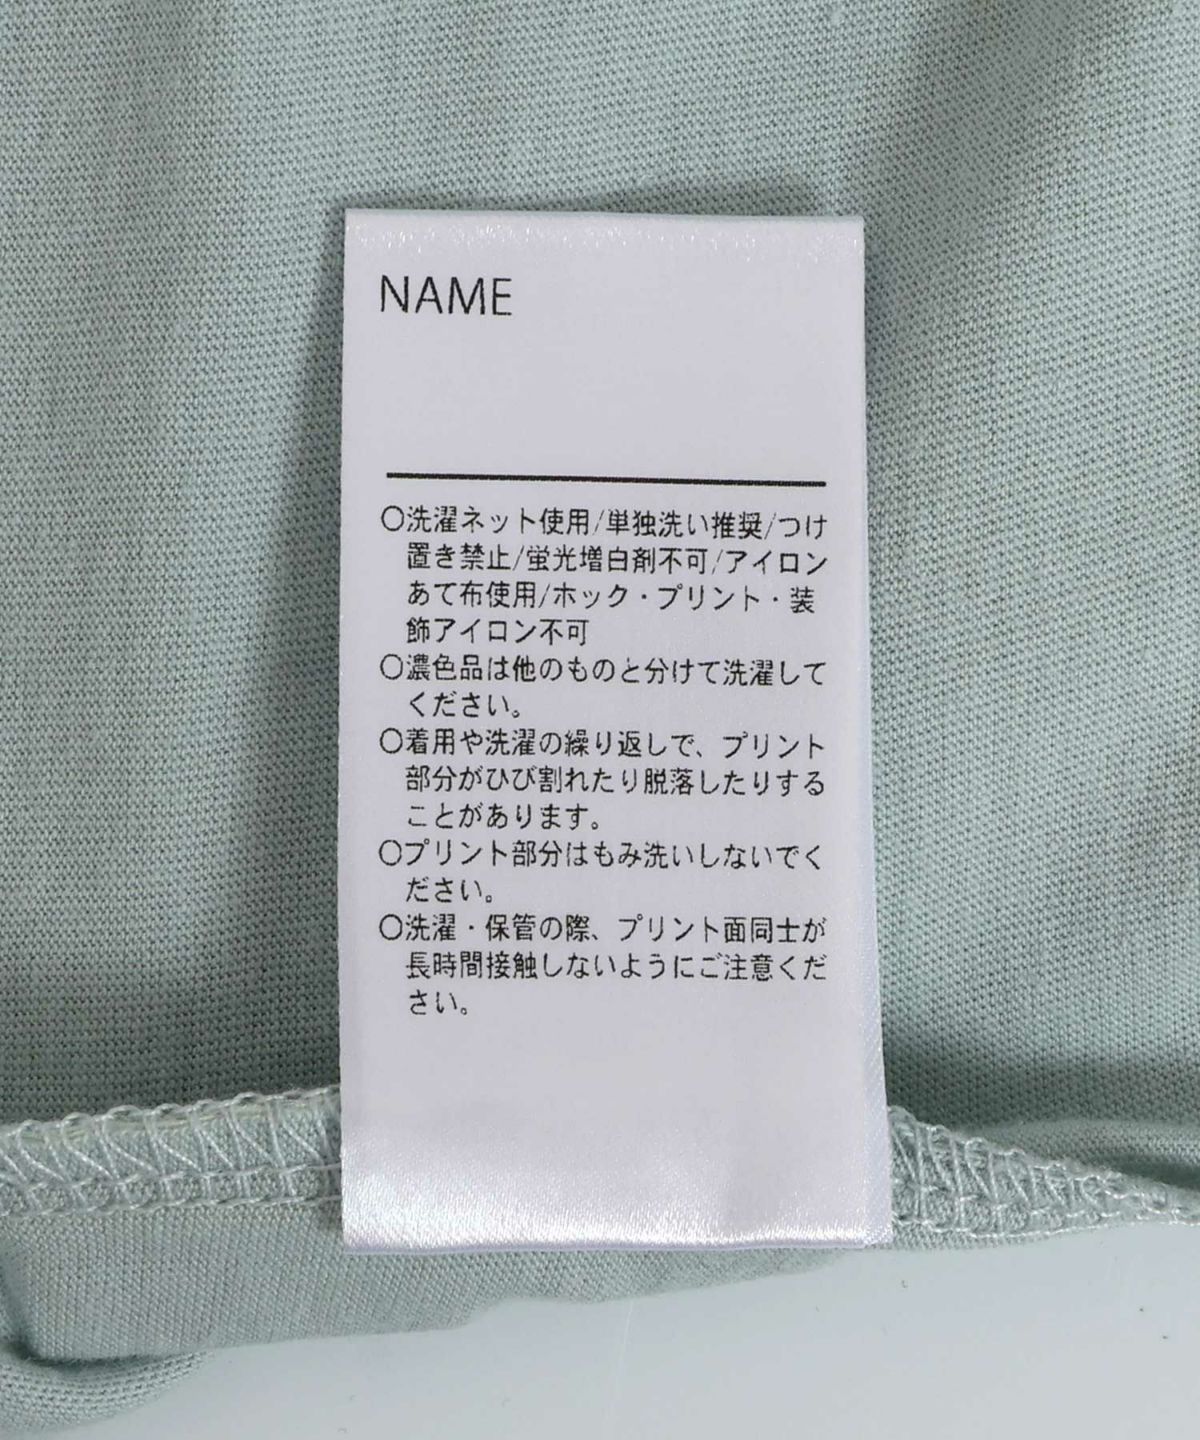 NAME
〇洗濯ネット使用/単独洗い推奨/つけ
置き禁止/蛍光増白剤不可/アイロン
あて布使用/ホック・プリント・装
飾アイロン不可
〇濃色品は他のものと分けて洗濯して
ください。
〇着用や洗濯の繰り返しで、プリント
部分がひび割れたり脱落したりする
ことがあります。
〇プリント部分はもみ洗いしないでく
ださい。
〇洗濯・保管の際、プリント面同士が
長時間接触しないようにご注意くだ
さい。